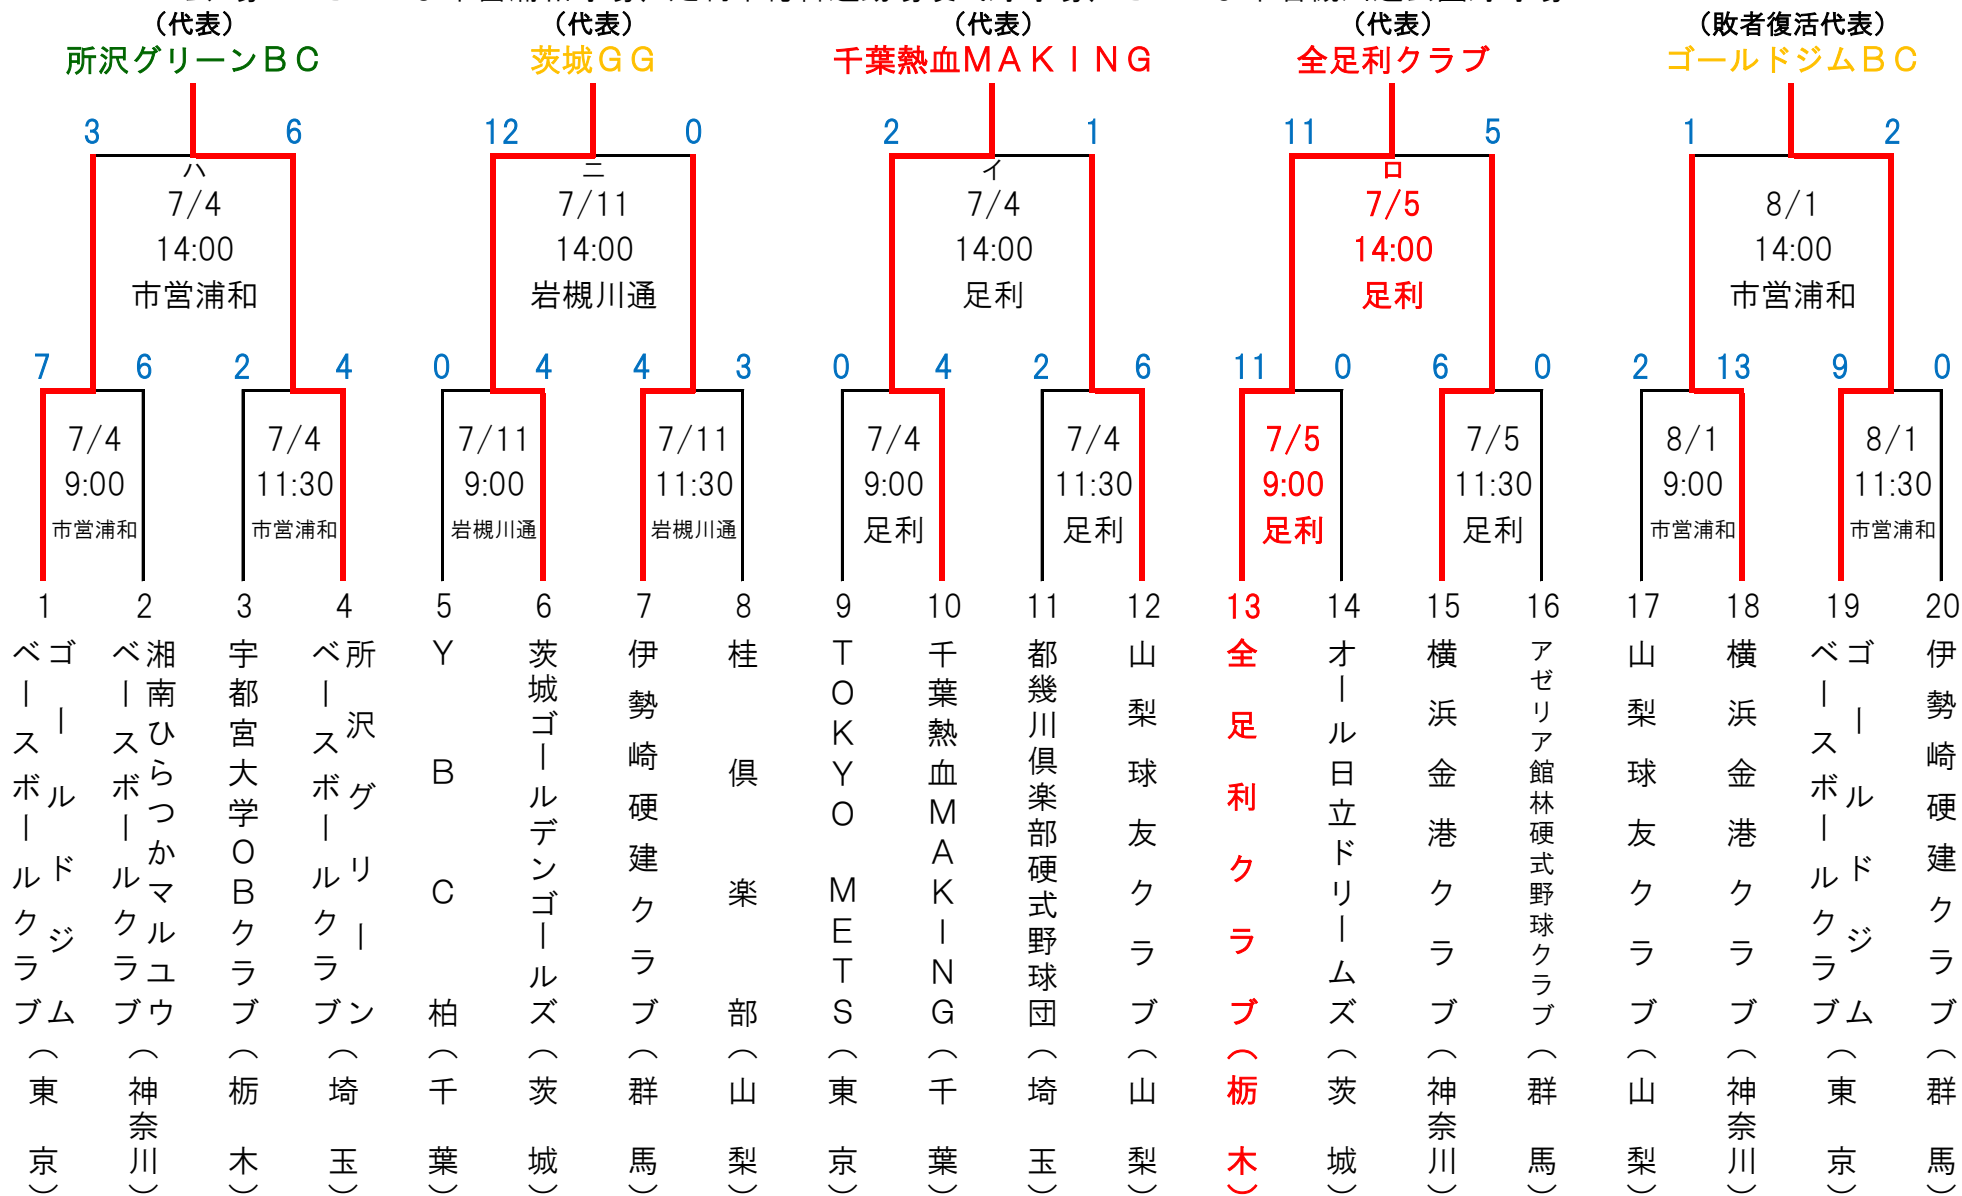 (代表)
(代表)
(代表)
(代表)
(敗者復活代表)
所沢グリーンBC
茨城GG
千葉熱血MAKING
全足利クラブ
ゴールドジムBC
3 6 12 0 2 1 11 5 1 2
ハ ニ イ ロ
7/4 7/11 7/4 7/5 8/1
14:00 14:00 14:00 14:00 14:00
市営浦和 岩槻川通 足利 足利 市営浦和
7 6 2 4 0 4 4 3 0 4 2 6 11 0 6 0 2 13 9 0
7/4 7/4 7/11 7/11 7/4 7/4 7/5 7/5 8/1 8/1
9:00 11:30 9:00 11:30 9:00 11:30 9:00 11:30 9:00 11:30
市営浦和 市営浦和 岩槻川通 岩槻川通 足利 足利 足利 足利 市営浦和 市営浦和
1 2 3 4 5 6 7 8 9 10 11 12 13 14 15 16 17 18 19 20
ゴールドジム
ベースボールクラブ
(東京)
湘南ひらつかマルユウ
ベースボールクラブ
(神奈川)
宇都宮大学OBクラブ
(栃木)
所沢グリーン
ベースボールクラブ
(埼玉)
YBC柏
(千葉)
茨城ゴールデンゴールズ
(茨城)
伊勢崎硬建クラブ
(群馬)
桂倶楽部
(山梨)
TOKYO METS
(東京)
千葉熱血MAKING
(千葉)
都幾川倶楽部硬式野球団
(埼玉)
山梨球友クラブ
(山梨)
全足利クラブ
(栃木)
オール日立ドリームズ
(茨城)
横浜金港クラブ
(神奈川)
アゼリア館林硬式野球クラブ
(群馬)
山梨球友クラブ
(山梨)
横浜金港クラブ
(神奈川)
ゴールドジム
ベースボールクラブ
(東京)
伊勢崎硬建クラブ
(群馬)